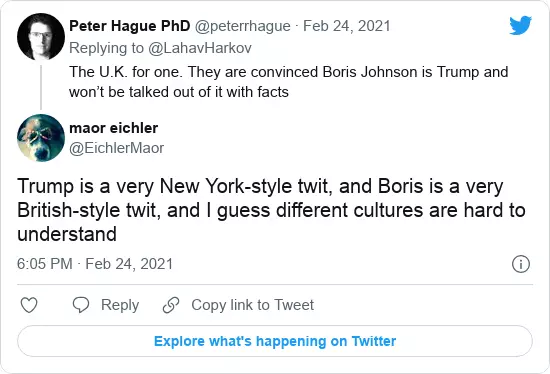 Peter Hague PhD @peterrhague · Feb 24, 2021
Replying to @LahavHarkov
The U.K. for one. They are convinced Boris Johnson is Trump and
won’t be talked out of it with facts
maor eichler
@EichlerMaor
Trump is a very New York-style twit, and Boris is a very
British-style twit, and I guess different cultures are hard to
understand
6:05 PM · Feb 24, 2021
Reply
Copy link to Tweet
Explore what's happening on Twitter